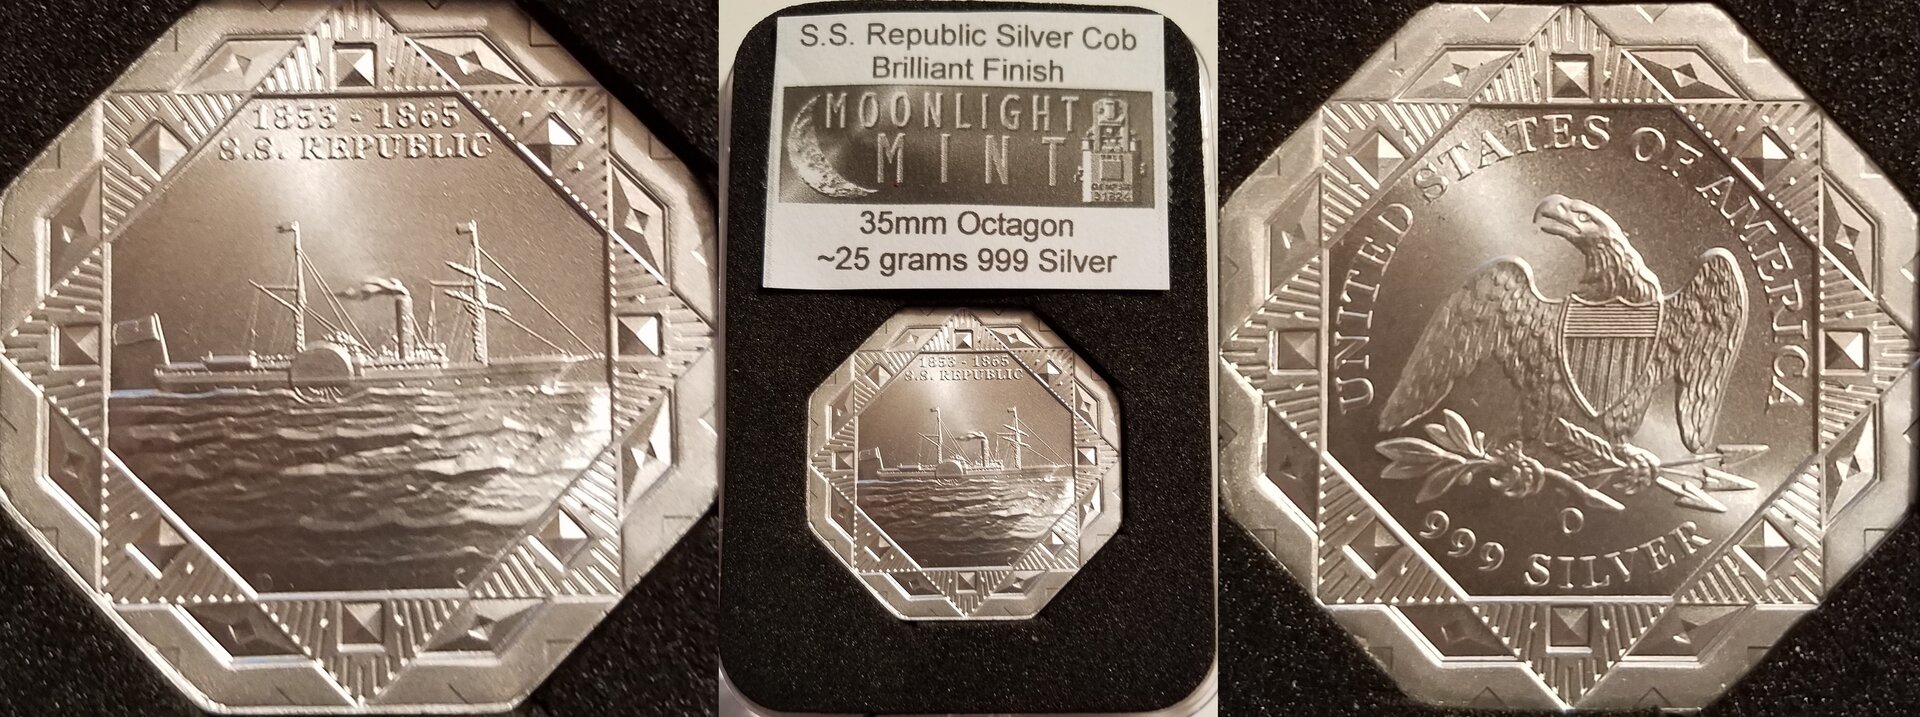 1853 - 1865
S.S. REPUBLIC
S.S. Republic Silver Cob
Brilliant Finish
MOONLIGHT
MINT
35mm Octagon
~25 grams 999 Silver
1853 - 1865
S.S. REPUBLIC
UNITED STATES OF AMERICA
D
999 SILVER